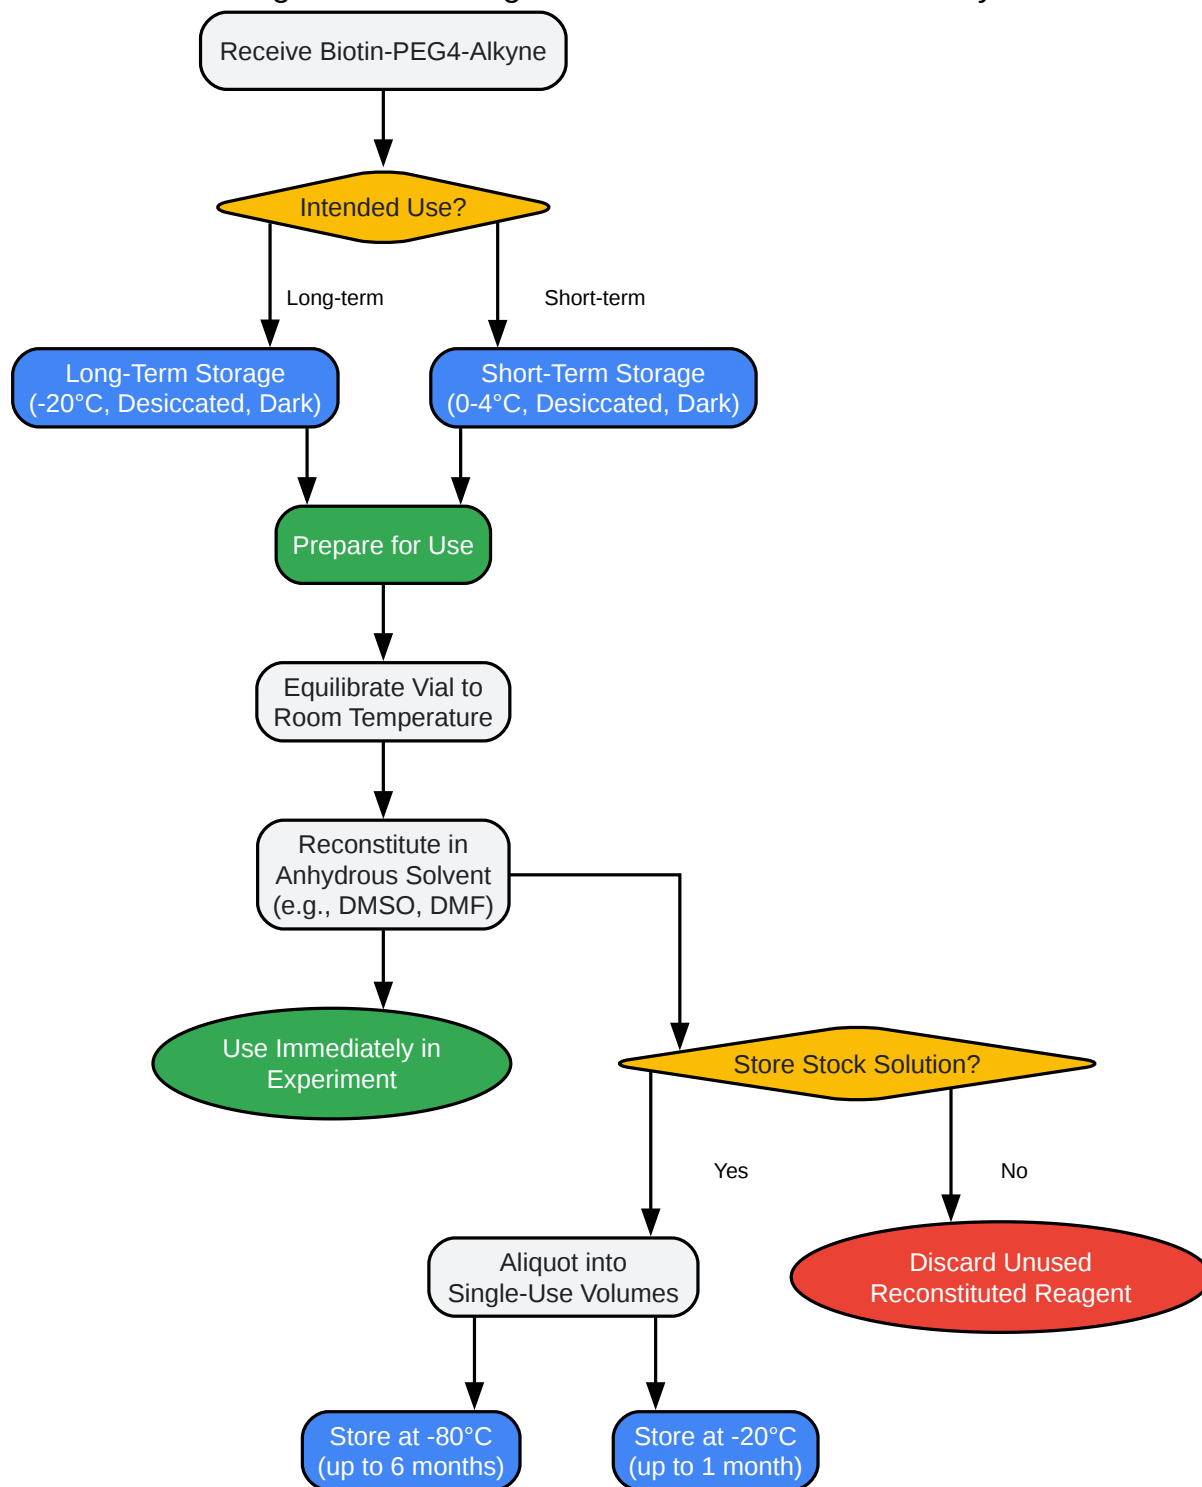 Receive Biotin-PEG4-Alkyne
Intended Use?
Long-term
Short-term
Long-Term Storage
(-20°C, Desiccated, Dark)
Short-Term Storage
(0-4°C, Desiccated, Dark)
Prepare for Use
Equilibrate Vial to
Room Temperature
Reconstitute in
Anhydrous Solvent
(e.g., DMSO, DMF)
Use Immediately in
Experiment
Store Stock Solution?
Yes
No
Aliquot into
Single-Use Volumes
Discard Unused
Reconstituted Reagent
Store at -80°C
(up to 6 months)
Store at -20°C
(up to 1 month)